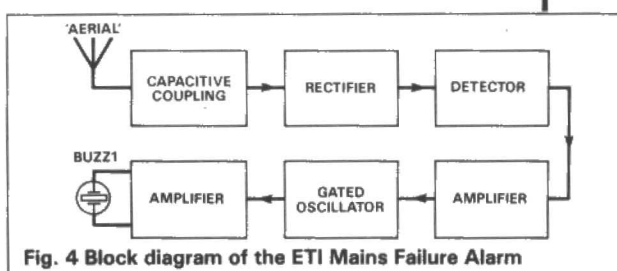 'AERIAL'
CAPACITIVE
COUPLING
RECTIFIER
DETECTOR
BUZZ1
AMPLIFIER
GATED
OSCILLATOR
AMPLIFIER
Fig. 4 Block diagram of the ETI Mains Failure Alarm